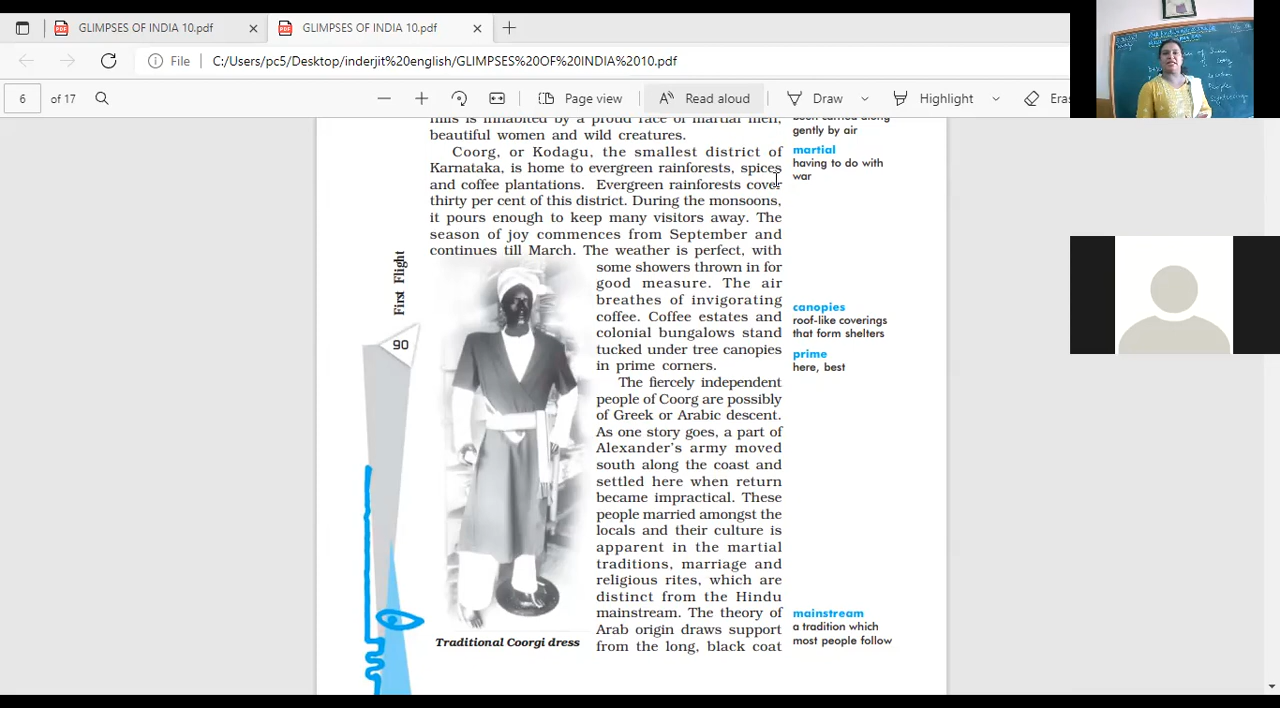 GLIMPSES OF INDIA 10.pdf
GLIMPSES OF INDIA 10.pdf
File
C:/Users/pc5/Desktop/inderjit%20english/GLIMPSES%20OF%20INDIA%2010.pdf
6 of 17
Page view
Read aloud
Draw
Highlight
Eras
hills is inhabited by a proud race of martial men,
beautiful women and wild creatures.
Coorg, or Kodagu, the smallest district of
Karnataka, is home to evergreen rainforests, spices
and coffee plantations. Evergreen rainforests cover
thirty per cent of this district. During the monsoons,
it pours enough to keep many visitors away. The
season of joy commences from September and
continues till March. The weather is perfect, with
some showers thrown in for
good measure. The air
breathes of invigorating
coffee. Coffee estates and
colonial bungalows stand
tucked under tree canopies
in prime corners.
The fiercely independent
people of Coorg are possibly
of Greek or Arabic descent.
As one story goes, a part of
Alexander's army moved
south along the coast and
settled here when return
became impractical. These
people married amongst the
locals and their culture is
apparent in the martial
traditions, marriage and
religious rites, which are
distinct from the Hindu
mainstream. The theory of
Arab origin draws support
from the long, black coat
Traditional Coorgi dress
First Flight
90
been carried along
gently by air
martial
having to do with
war
canopies
roof-like coverings
that form shelters
prime
here, best
mainstream
a tradition which
most people follow